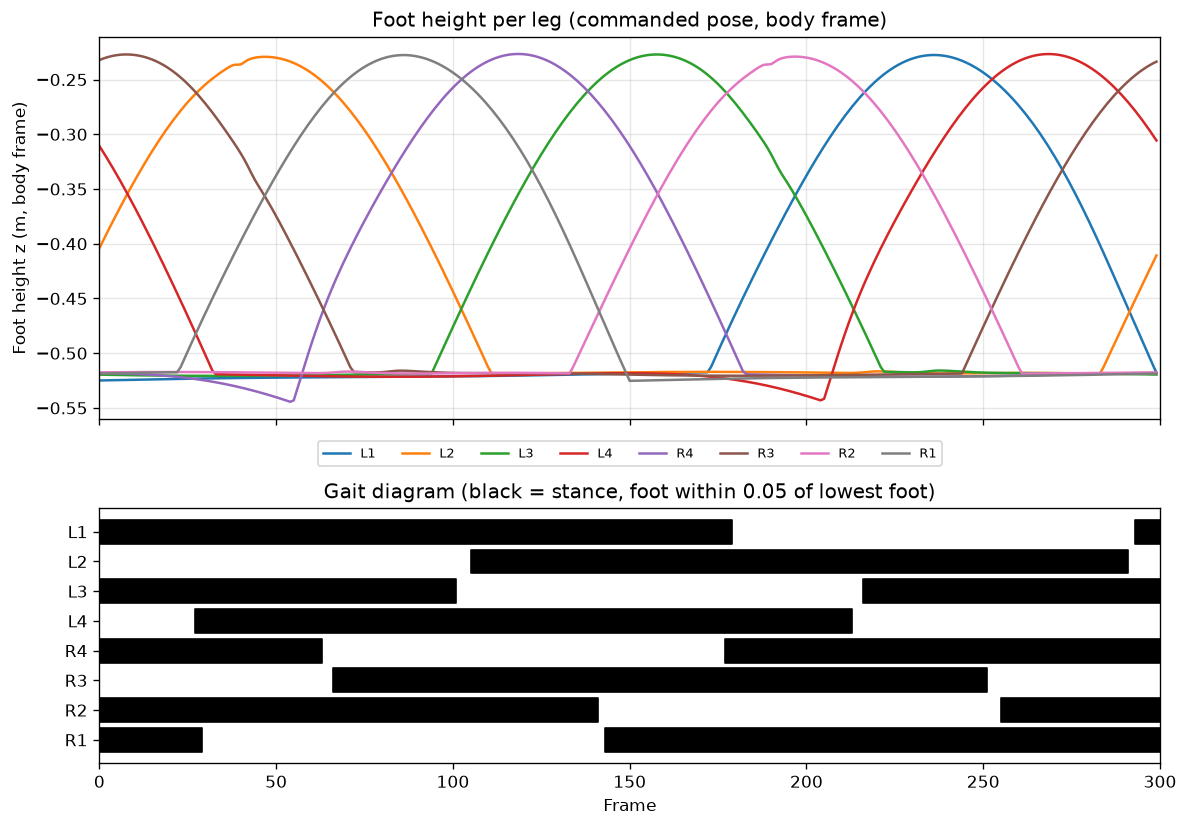 Foot height per leg (commanded pose, body frame)
Foot height z (m, body frame)
−0.25
−0.30
−0.35
−0.40
−0.45
−0.50
−0.55
L1 L2 L3 L4 R4 R3 R2 R1
Gait diagram (black = stance, foot within 0.05 of lowest foot)
L1
L2
L3
L4
R4
R3
R2
R1
0 50 100 150 200 250 300
Frame